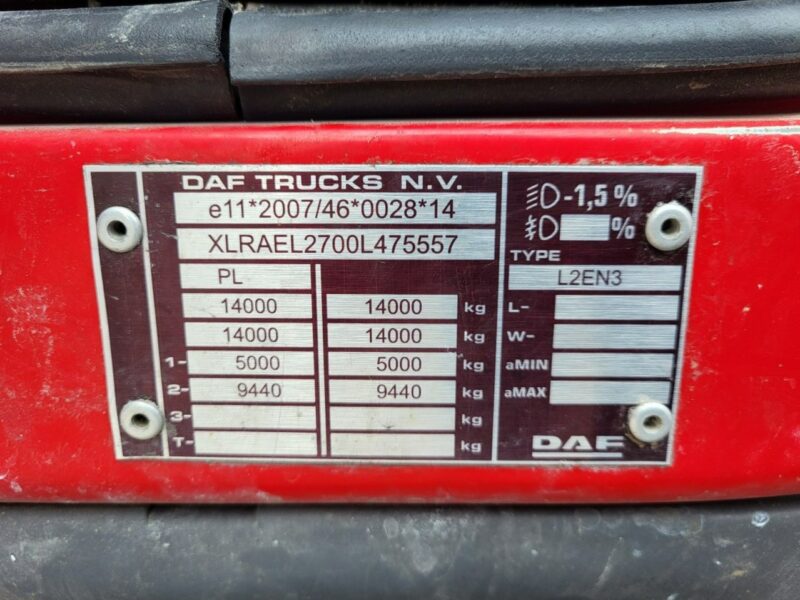 DAF TRUCKS N.V.
e11*2007/46*0028*14
XLRAEL2700L475557
PL
14000 14000 kg
14000 14000 kg
1- 5000 5000 kg
2- 9440 9440 kg
3- kg
T- kg
-1,5%
%
TYPE
L2EN3
L-
W-
aMIN
aMAX
DAF